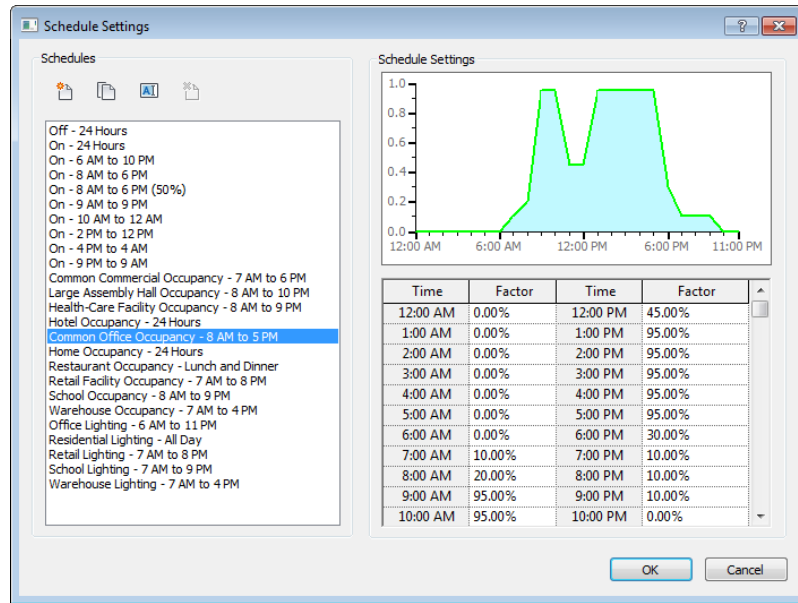 Schedule Settings
Schedules
Off - 24 Hours
On - 24 Hours
On - 6 AM to 10 PM
On - 8 AM to 6 PM
On - 8 AM to 6 PM (50%)
On - 9 AM to 9 PM
On - 10 AM to 12 AM
On - 2 PM to 12 PM
On - 4 PM to 4 AM
On - 9 PM to 9 AM
Common Commercial Occupancy - 7 AM to 6 PM
Large Assembly Hall Occupancy - 8 AM to 10 PM
Health-Care Facility Occupancy - 8 AM to 9 PM
Hotel Occupancy - 24 Hours
Common Office Occupancy - 8 AM to 5 PM
Home Occupancy - 24 Hours
Restaurant Occupancy - Lunch and Dinner
Retail Facility Occupancy - 7 AM to 8 PM
School Occupancy - 8 AM to 9 PM
Warehouse Occupancy - 7 AM to 4 PM
Office Lighting - 6 AM to 11 PM
Residential Lighting - All Day
Retail Lighting - 7 AM to 8 PM
School Lighting - 7 AM to 9 PM
Warehouse Lighting - 7 AM to 4 PM
Schedule Settings
1.0
0.8
0.6
0.4
0.2
0.0
12:00 AM 6:00 AM 12:00 PM 6:00 PM 11:00 PM
Time Factor Time Factor
12:00 AM 0.00% 12:00 PM 45.00%
1:00 AM 0.00% 1:00 PM 95.00%
2:00 AM 0.00% 2:00 PM 95.00%
3:00 AM 0.00% 3:00 PM 95.00%
4:00 AM 0.00% 4:00 PM 95.00%
5:00 AM 0.00% 5:00 PM 95.00%
6:00 AM 0.00% 6:00 PM 30.00%
7:00 AM 10.00% 7:00 PM 10.00%
8:00 AM 20.00% 8:00 PM 10.00%
9:00 AM 95.00% 9:00 PM 10.00%
10:00 AM 95.00% 10:00 PM 0.00%
OK Cancel